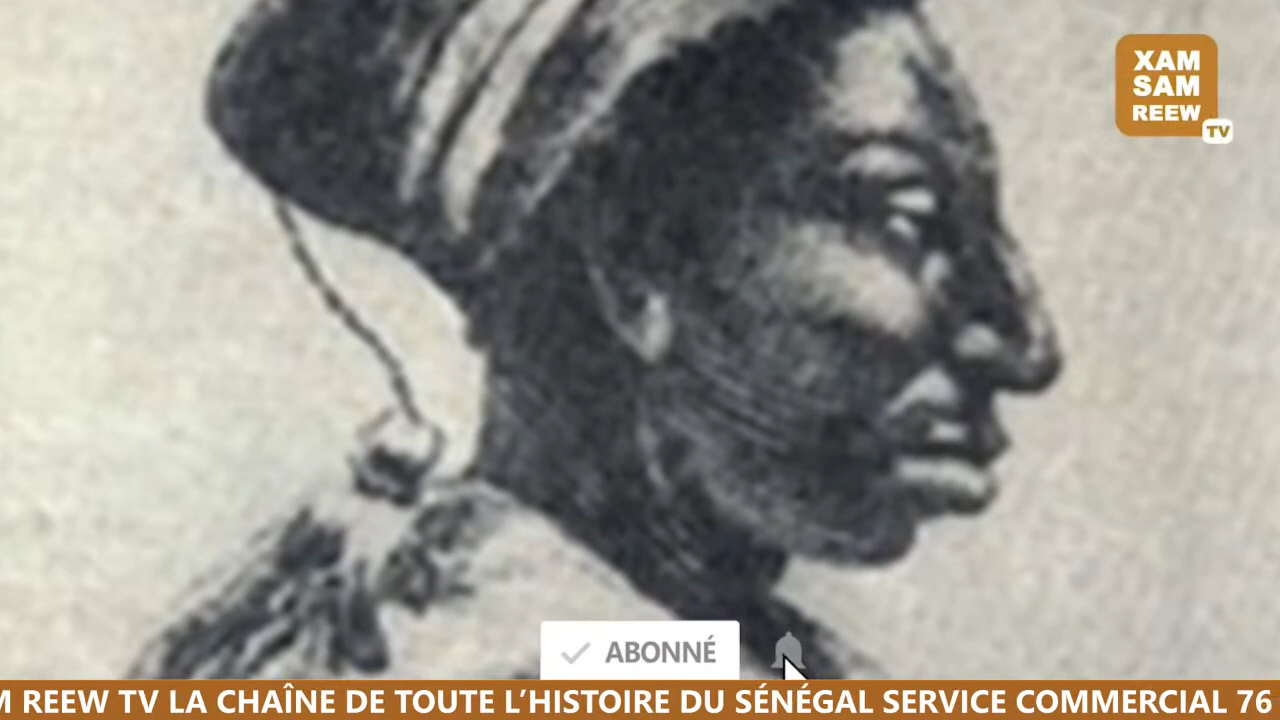 XAM
SAM
REEW
TV
ABONNÉ
M REEW TV LA CHAÎNE DE TOUTE L’HISTOIRE DU SÉNÉGAL SERVICE COMMERCIAL 76